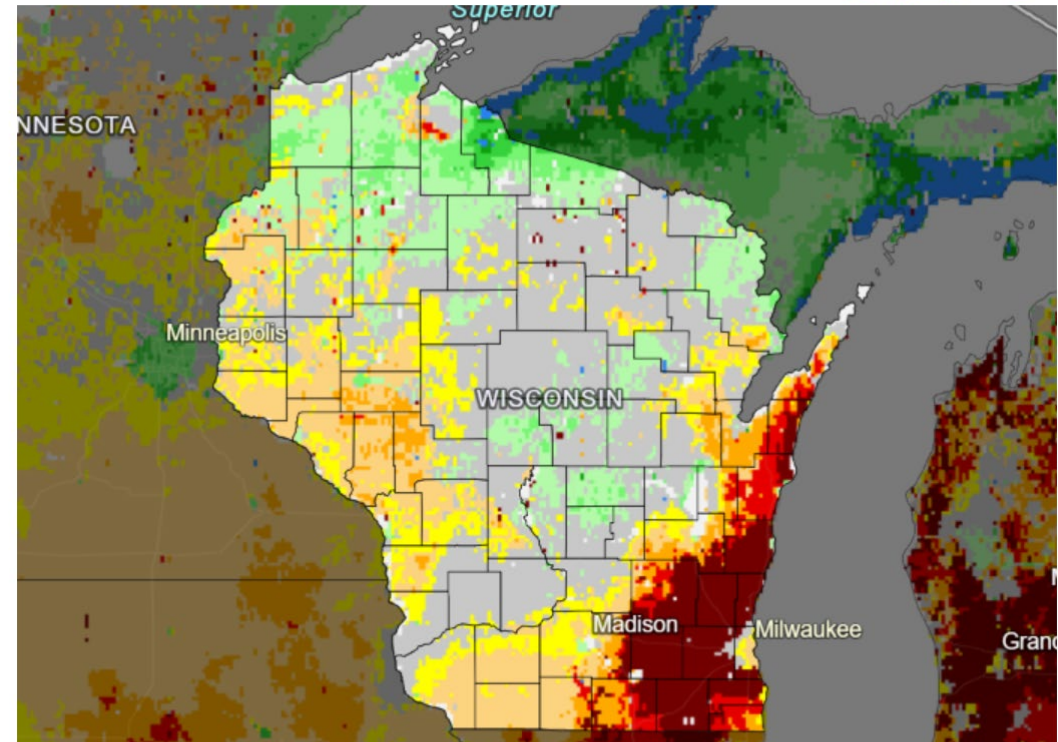 Superior
NNESOTA
Minneapolis
WISCONSIN
Madison
Milwaukee
Grand